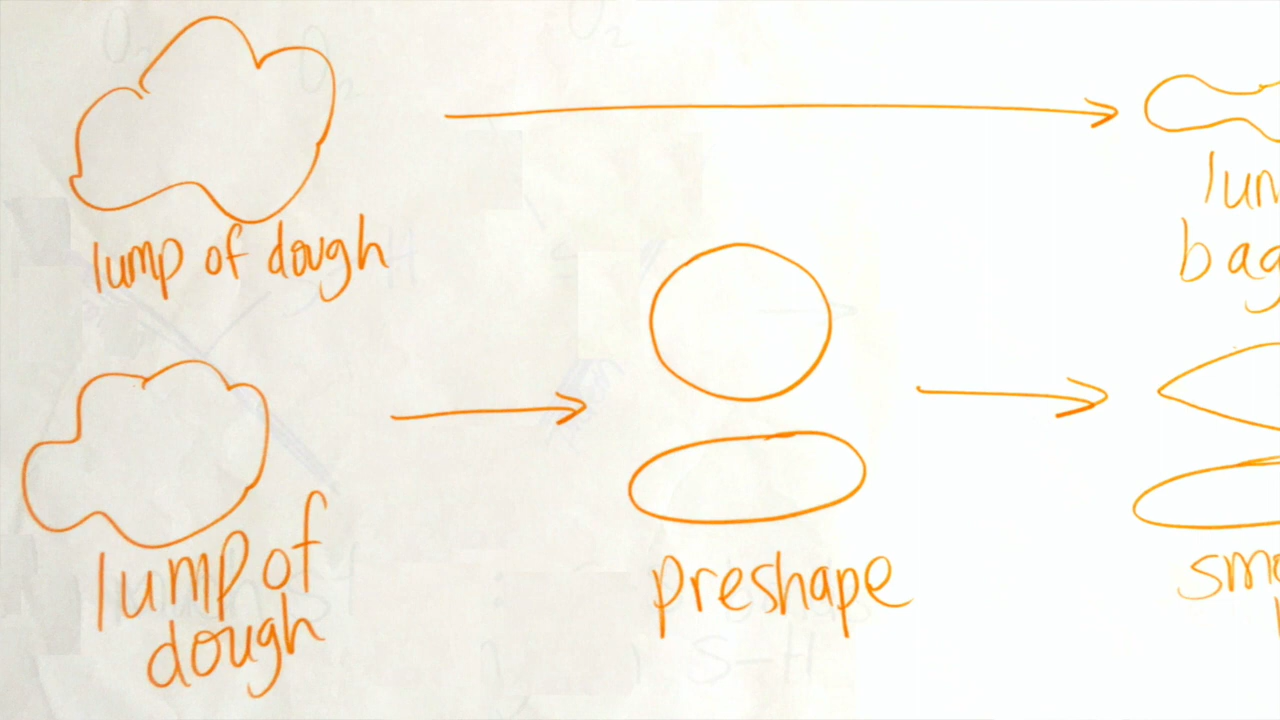 lump of dough
lump of
dough
preshape
S-H